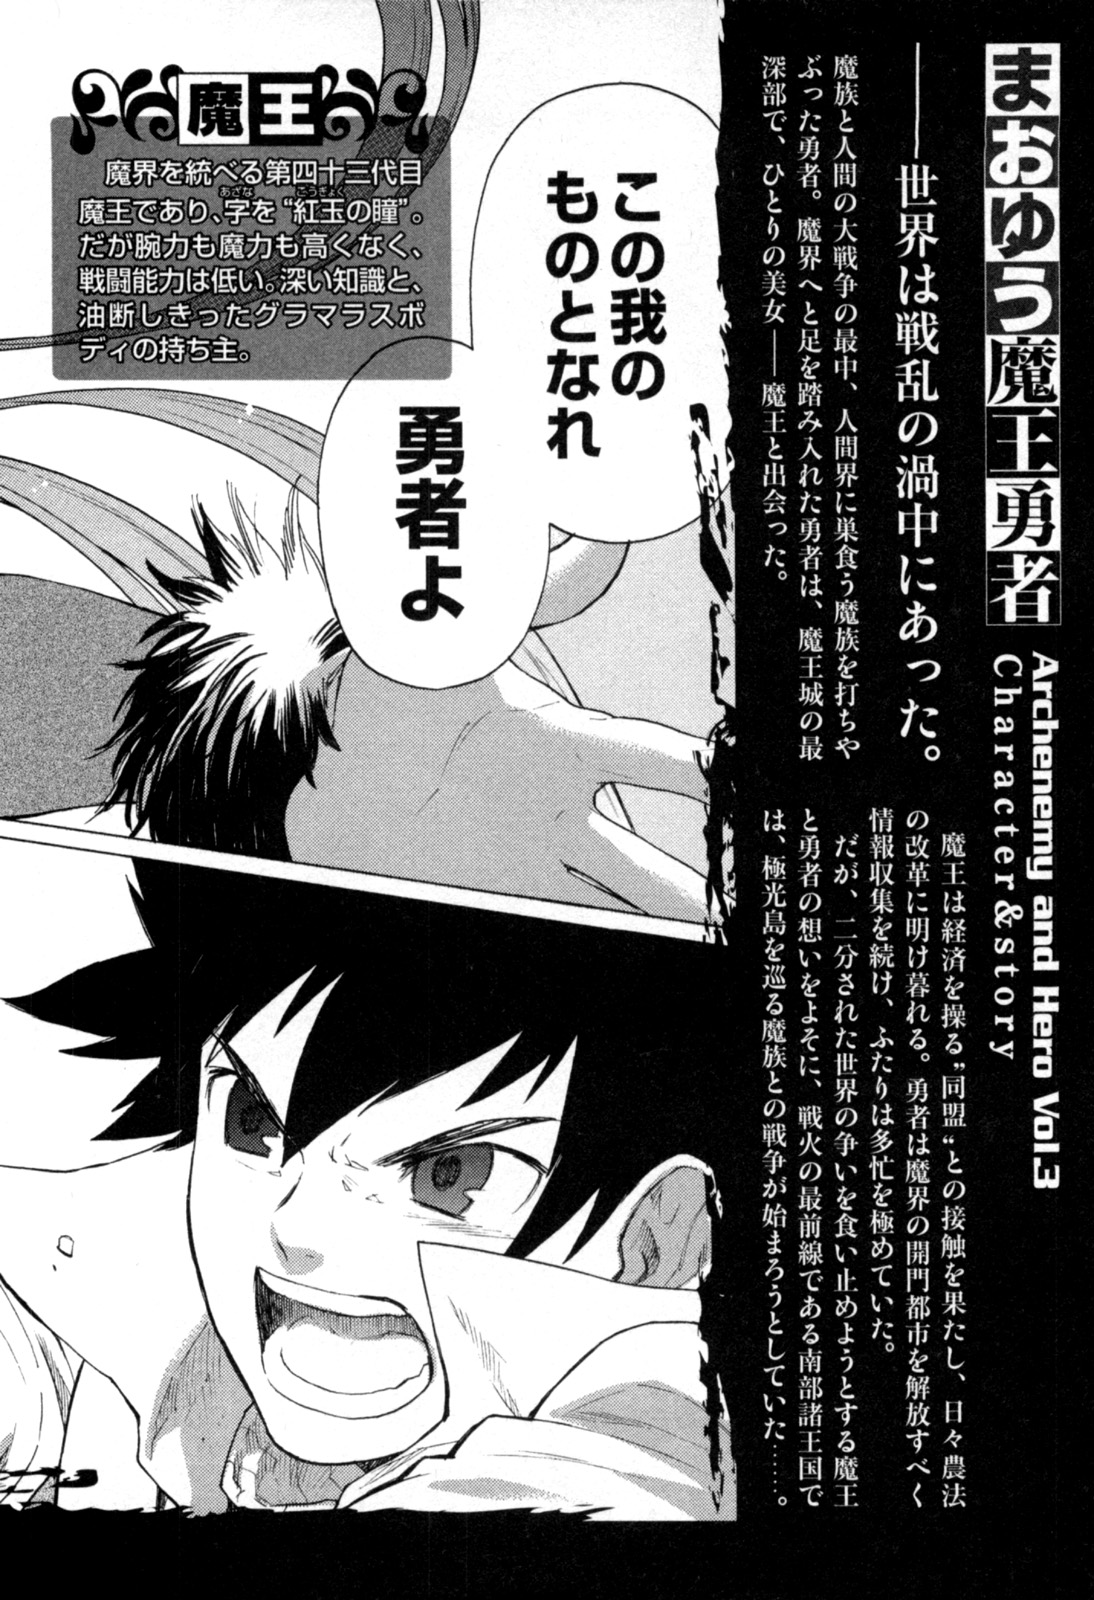 まおゆう魔王勇者
Archenemy and Hero Vol.3
Character&story
――世界は戦乱の渦中にあった。
魔族と人間の大戦争の最中、人間界に巣食う魔族を打ちや
ぶった勇者。魔界へと足を踏み入れた勇者は、魔王城の最
深部で、ひとりの美女――魔王と出会った。
魔王は経済を操る”同盟“との接触を果たし、日々農法
の改革に明け暮れる。勇者は魔界の開門都市を解放すべく
情報収集を続け、ふたりは多忙を極めていた。
だが、二分された世界の争いを食い止めようとする魔王
と勇者の想いをよそに、戦火の最前線である南部諸王国で
は、極光島を巡る魔族との戦争が始まろうとしていた……。
この我の
ものとなれ
勇者よ
魔王
魔界を統べる第四十三代目
魔王であり、字を“紅玉の瞳”。
あざな
こうぎょく
だが腕力も魔力も高くなく、
戦闘能力は低い。深い知識と、
油断しきったグラマラスボ
ディの持ち主。